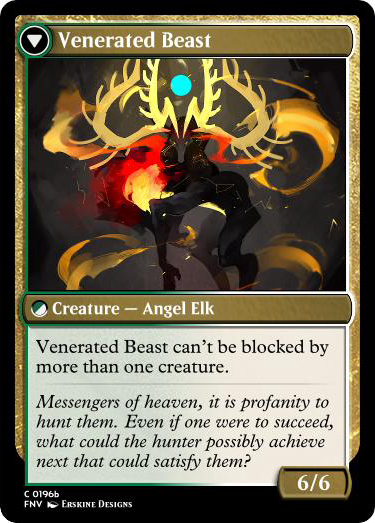 Venerated Beast
Creature — Angel Elk
Venerated Beast can't be blocked by
more than one creature.
Messengers of heaven, it is profanity to
hunt them. Even if one were to succeed,
what could the hunter possibly achieve
next that could satisfy them?
6/6
C 0196b
FNV Erskine Designs